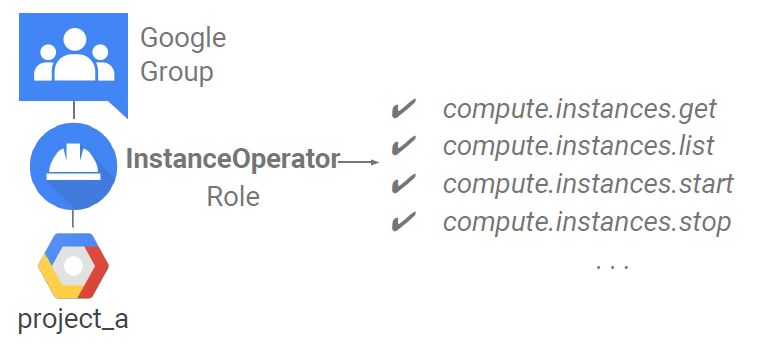 Google
Group
InstanceOperator
Role
✔ compute.instances.get
✔ compute.instances.list
✔ compute.instances.start
✔ compute.instances.stop
. . .
project_a